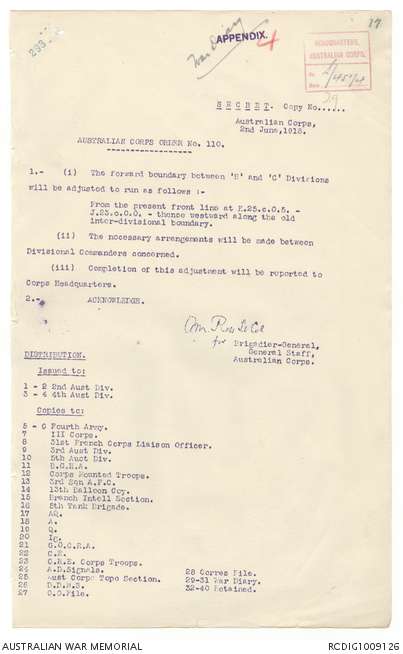 293
War Diary
APPENDIX.
4
HEADQUARTERS,
AUSTRALIAN CORPS.
S E C R E T. Copy No......
Australian Corps,
2nd June, 1918.
AUSTRALIAN CORPS ORDER No. 110.
1.- (i) The forward boundary between 'B' and 'C' Divisions
will be adjusted to run as follows :-
From the present front line at K.25.c.0.5. -
J.23.c.0.0. - thence westward along the old
inter-divisional boundary.
(ii) The necessary arrangements will be made between
Divisional Commanders concerned.
(iii) Completion of this adjustment will be reported to
Corps Headquarters.
2.- ACKNOWLEDGE.
for Brigadier-General,
General Staff,
Australian Corps.
DISTRIBUTION.
Issued to:
1 - 2 2nd Aust Div.
3 - 4 4th Aust Div.
Copies to:
5 - 6 Fourth Army.
7 III Corps.
8 31st French Corps Liaison Officer.
9 3rd Aust Div.
10 5th Aust Div.
11 B.C.H.A.
12 Corps Mounted Troops.
13 3rd Sqn A.F.C.
14 13th Balloon Coy.
15 Branch Intell Section.
16 5th Tank Brigade.
17 AQ.
18 A.
19 Q.
20 Ig.
21 G.O.C.R.A.
22 C.E.
23 C.R.E. Corps Troops.
24 A.D.Signals.
25 Aust Corps Topo Section.
26 D.D.M.S.
27 G.O.File.
28 Corres File.
29-31 War Diary.
32-40 Retained.
AUSTRALIAN WAR MEMORIAL
RCDIG1009126